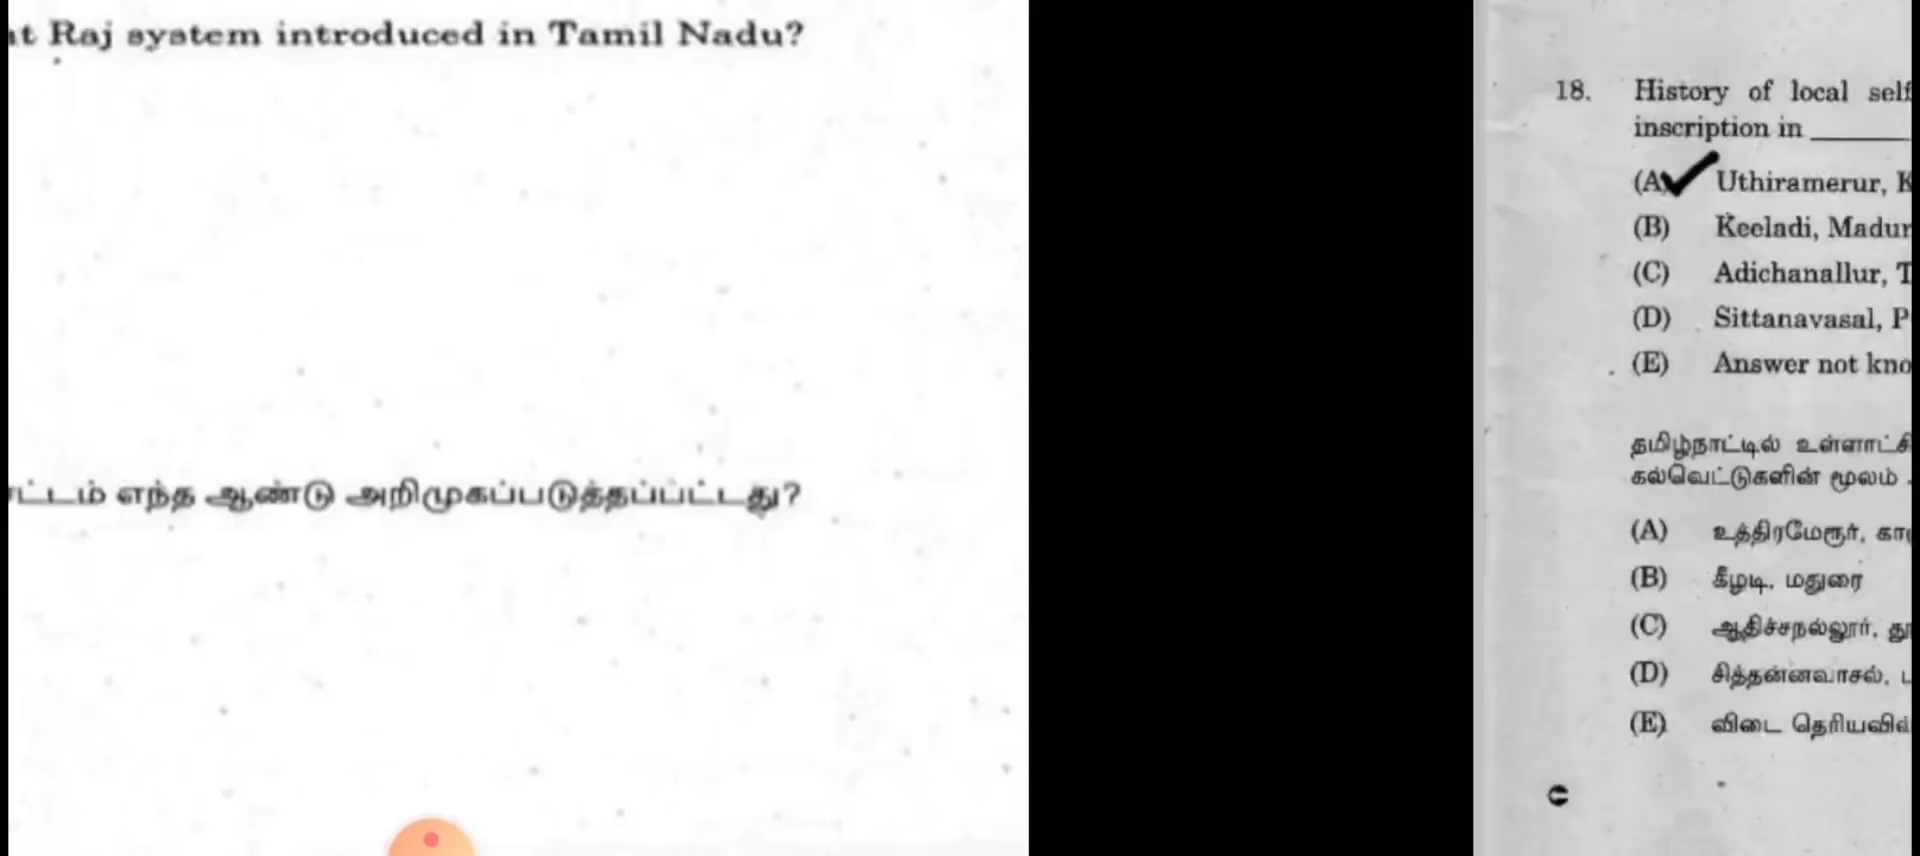 Raj system introduced in Tamil Nadu?
எந்த ஆண்டு அறிமுகப்படுத்தப்பட்டது?
18. History of local self
inscription in
(A) Uthiramerur, K
(B) Keeladi, Madur
(C) Adichanallur, T
(D) Sittanavasal, P
(E) Answer not kno
தமிழ்நாட்டில் உள்ளாட்சி
கல்வெட்டுகளின் மூலம்
(A) உத்திரமேரூர்,
(B) கீழடி, மதுரை
(C) ஆதிச்சநல்லூர், தூ
(D) சித்தன்னவாசல்,
(E) விடை